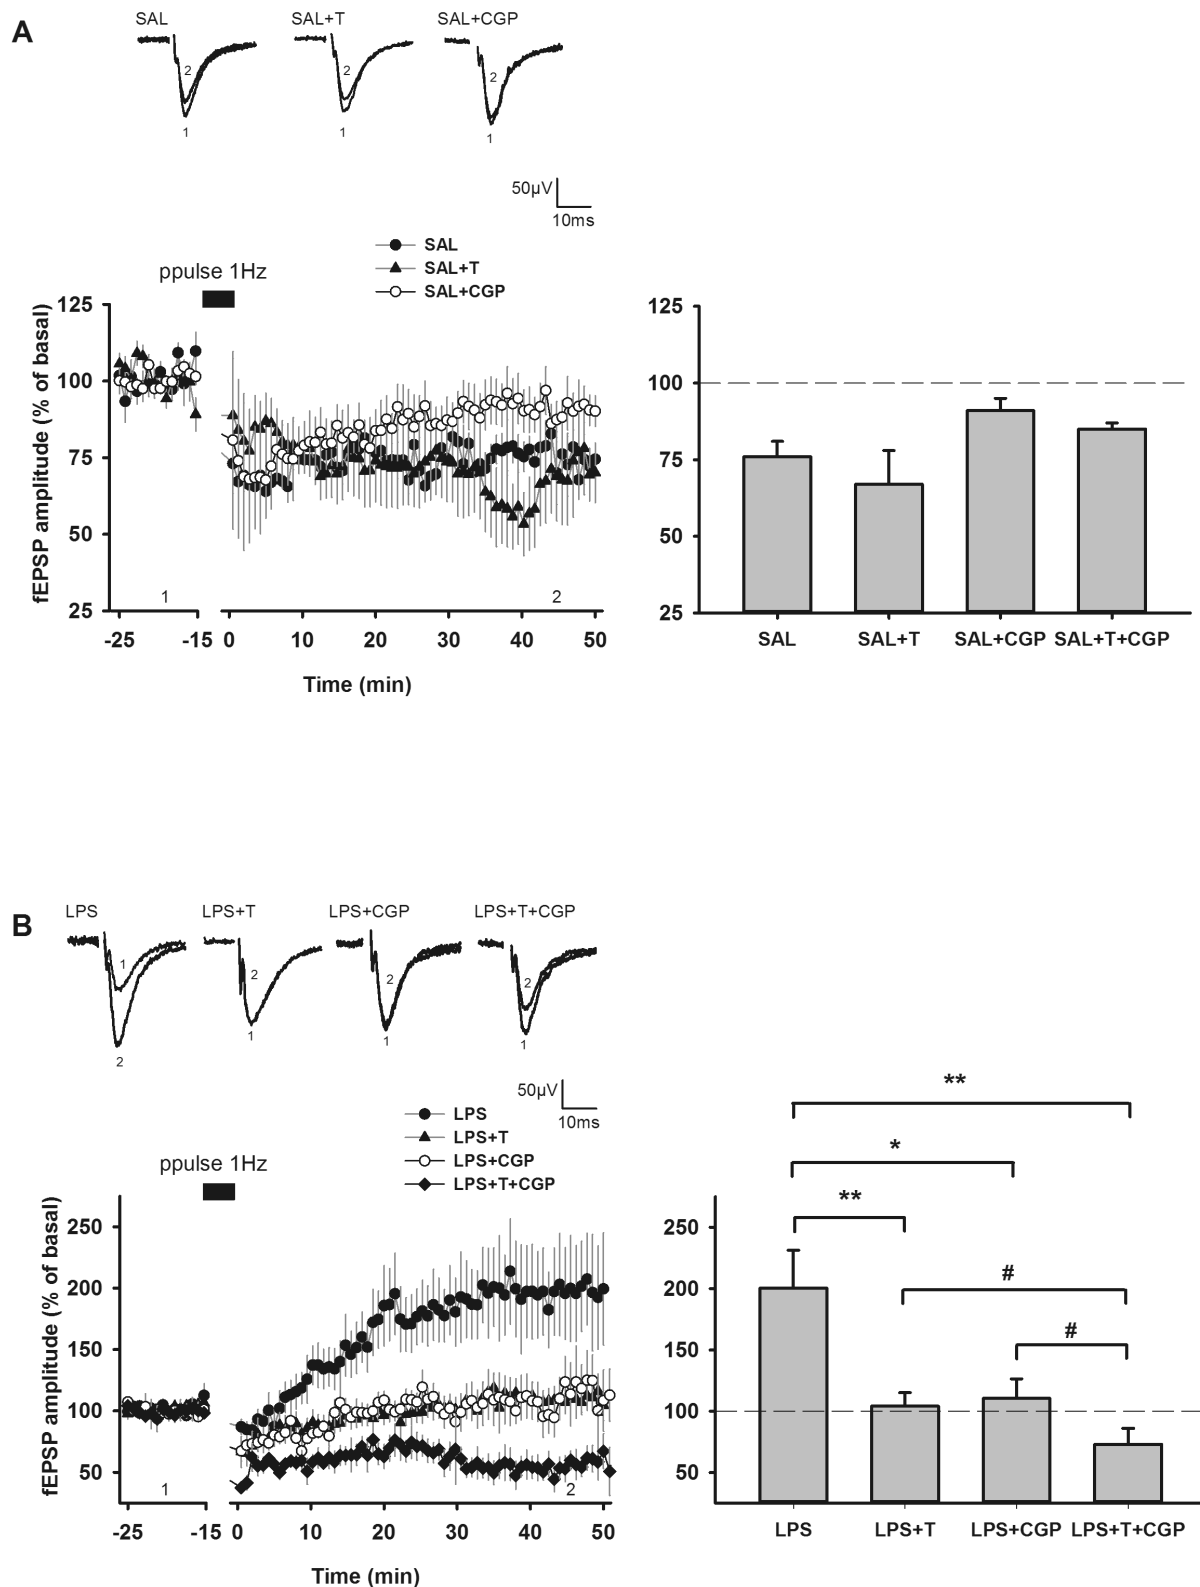 A
SAL SAL+T SAL+CGP
2 2 2
1 1 1
50µV
10ms
SAL
SAL+T
SAL+CGP
ppulse 1Hz
fEPSP amplitude (% of basal)
125
100
75
50
25
1 2
-25 -15 0 10 20 30 40 50
Time (min)
125
100
75
50
25
SAL SAL+T SAL+CGP SAL+T+CGP
B
LPS LPS+T LPS+CGP LPS+T+CGP
1 2 2 2
2 1 1 1
50µV
10ms
LPS
LPS+T
LPS+CGP
LPS+T+CGP
ppulse 1Hz
fEPSP amplitude (% of basal)
250
200
150
100
50
1 2
-25 -15 0 10 20 30 40 50
Time (min)
**
*
**
#
#
250
200
150
100
50
LPS LPS+T LPS+CGP LPS+T+CGP